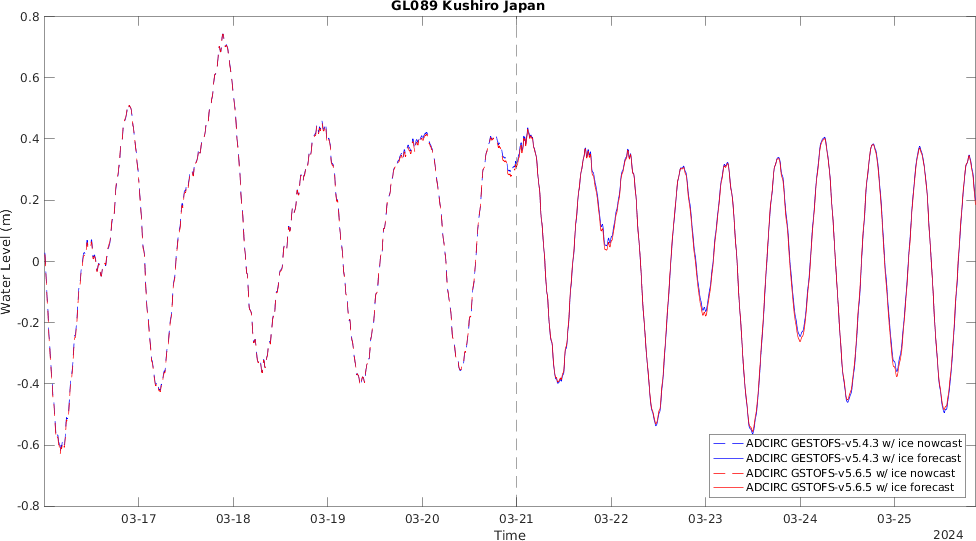 GL089 Kushiro Japan
0.8
0.6
0.4
0.2
0
-0.2
-0.4
-0.6
-0.8
Water Level (m)
ADCIRC GESTOFS-v5.4.3 w/ ice nowcast
ADCIRC GESTOFS-v5.4.3 w/ ice forecast
ADCIRC GSTOFS-v5.6.5 w/ ice nowcast
ADCIRC GSTOFS-v5.6.5 w/ ice forecast
03-17 03-18 03-19 03-20 03-21 03-22 03-23 03-24 03-25
Time
2024